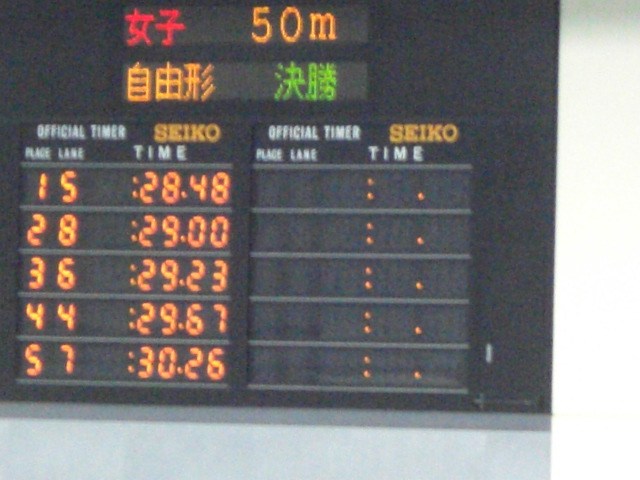 女子 50m
自由形 決勝
OFFICIAL TIMER SEIKO OFFICIAL TIMER SEIKO
PLACE LANE TIME PLACE LANE TIME
1 5 :28.48 : .
2 8 :29.00 : .
3 6 :29.23 : .
4 4 :29.67 : .
5 7 :30.26 : .